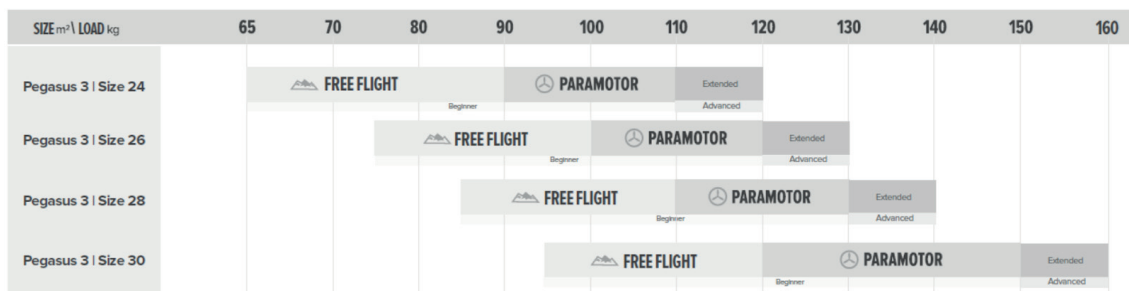 SIZE m²\ LOAD kg 65 70 80 90 100 110 120 130 140 150 160
Pegasus 3 | Size 24 FREE FLIGHT PARAMOTOR Extended
Beginner Advanced
Pegasus 3 | Size 26 FREE FLIGHT PARAMOTOR Extended
Beginner Advanced
Pegasus 3 | Size 28 FREE FLIGHT PARAMOTOR Extended
Beginner Advanced
Pegasus 3 | Size 30 FREE FLIGHT PARAMOTOR Extended
Beginner Advanced